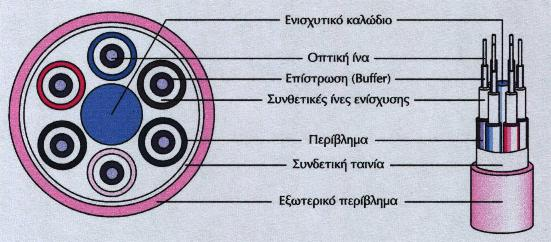 Ενισχυτικό καλώδιο
Οπτική ίνα
Επίστρωση (Buffer)
Συνθετικές ίνες ενίσχυσης
Περίβλημα
Συνδετική ταινία
Εξωτερικό περίβλημα